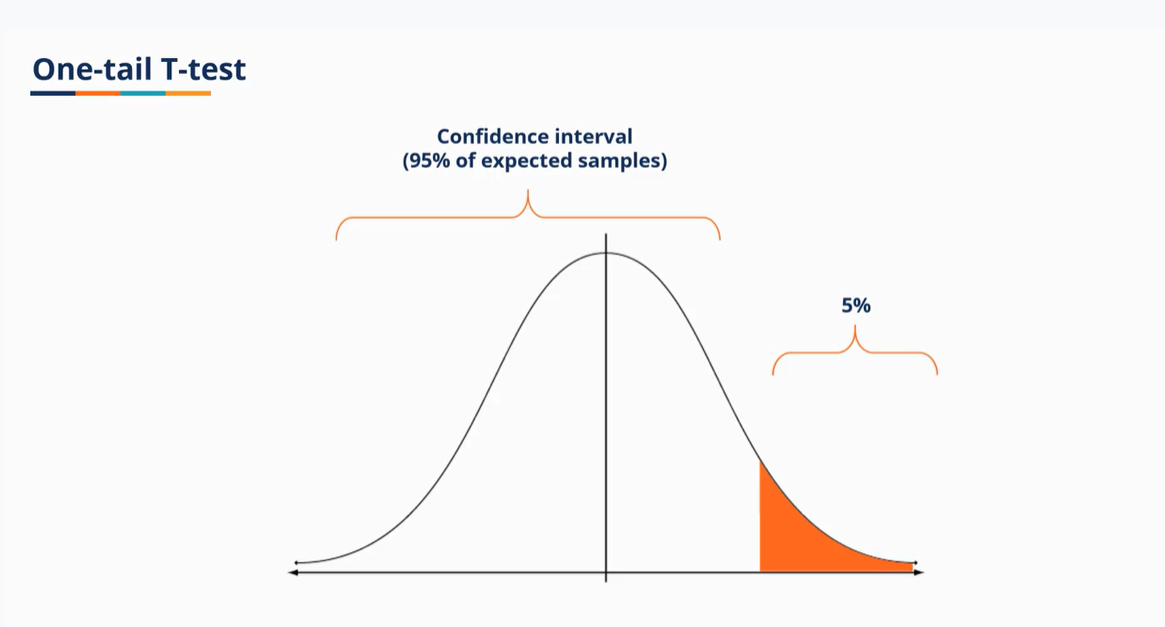 One-tail T-test
Confidence interval
(95% of expected samples)
5%